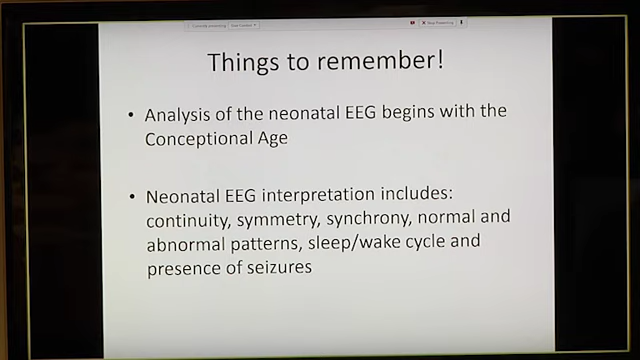 Things to remember!
• Analysis of the neonatal EEG begins with the
Conceptional Age
• Neonatal EEG interpretation includes:
continuity, symmetry, synchrony, normal and
abnormal patterns, sleep/wake cycle and
presence of seizures